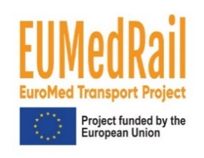 EUMedRail
EuroMed Transport Project
Project funded by the
European Union